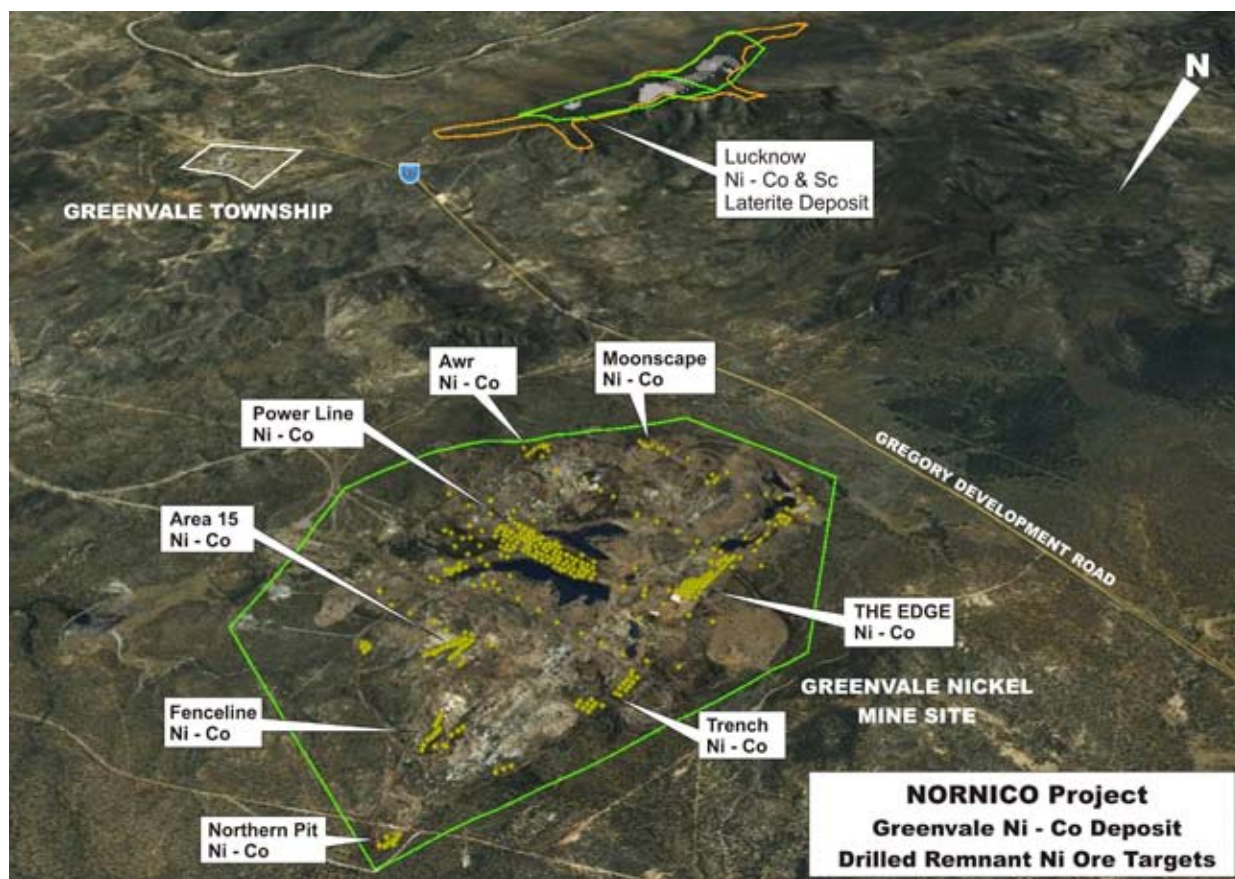 N
Lucknow
Ni - Co & Sc
Laterite Deposit
GREENVALE TOWNSHIP
Awr
Ni - Co
Moonscape
Ni - Co
Power Line
Ni - Co
GREGORY DEVELOPMENT ROAD
Area 15
Ni - Co
THE EDGE
Ni - Co
GREENVALE NICKEL
MINE SITE
Fenceline
Ni - Co
Trench
Ni - Co
Northern Pit
Ni - Co
NORNICO Project
Greenvale Ni - Co Deposit
Drilled Remnant Ni Ore Targets